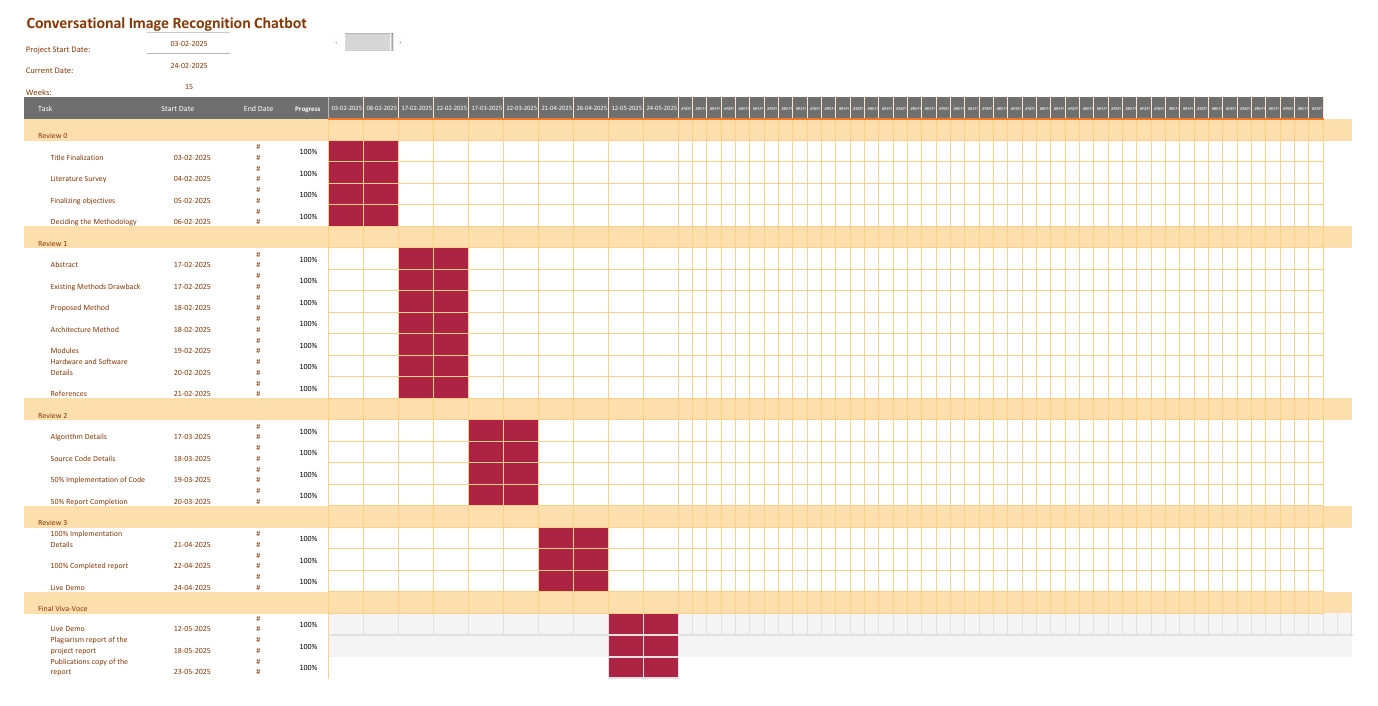 Conversational Image Recognition Chatbot
Project Start Date: 03-02-2025
Current Date: 24-02-2025
Weeks: 15
Task Start Date End Date Progress 03-02-2025 08-02-2025 17-02-2025 22-02-2025 17-03-2025 22-03-2025 21-04-2025 26-04-2025 12-05-2025 24-05-2025
Review 0
#
Title Finalization 03-02-2025 # 100%
#
Literature Survey 04-02-2025 # 100%
#
Finalizing objectives 05-02-2025 # 100%
#
Deciding the Methodology 06-02-2025 # 100%
Review 1
#
Abstract 17-02-2025 # 100%
#
Existing Methods Drawback 17-02-2025 # 100%
#
Proposed Method 18-02-2025 # 100%
#
Architecture Method 18-02-2025 # 100%
#
Modules 19-02-2025 # 100%
Hardware and Software #
Details 20-02-2025 # 100%
#
References 21-02-2025 # 100%
Review 2
#
Algorithm Details 17-03-2025 # 100%
#
Source Code Details 18-03-2025 # 100%
#
50% Implementation of Code 19-03-2025 # 100%
#
50% Report Completion 20-03-2025 # 100%
Review 3
100% Implementation #
Details 21-04-2025 # 100%
#
100% Completed report 22-04-2025 # 100%
#
Live Demo 24-04-2025 # 100%
Final Viva-Voce
#
Live Demo 12-05-2025 # 100%
Plagiarism report of the #
project report 18-05-2025 # 100%
Publications copy of the #
report 23-05-2025 # 100%